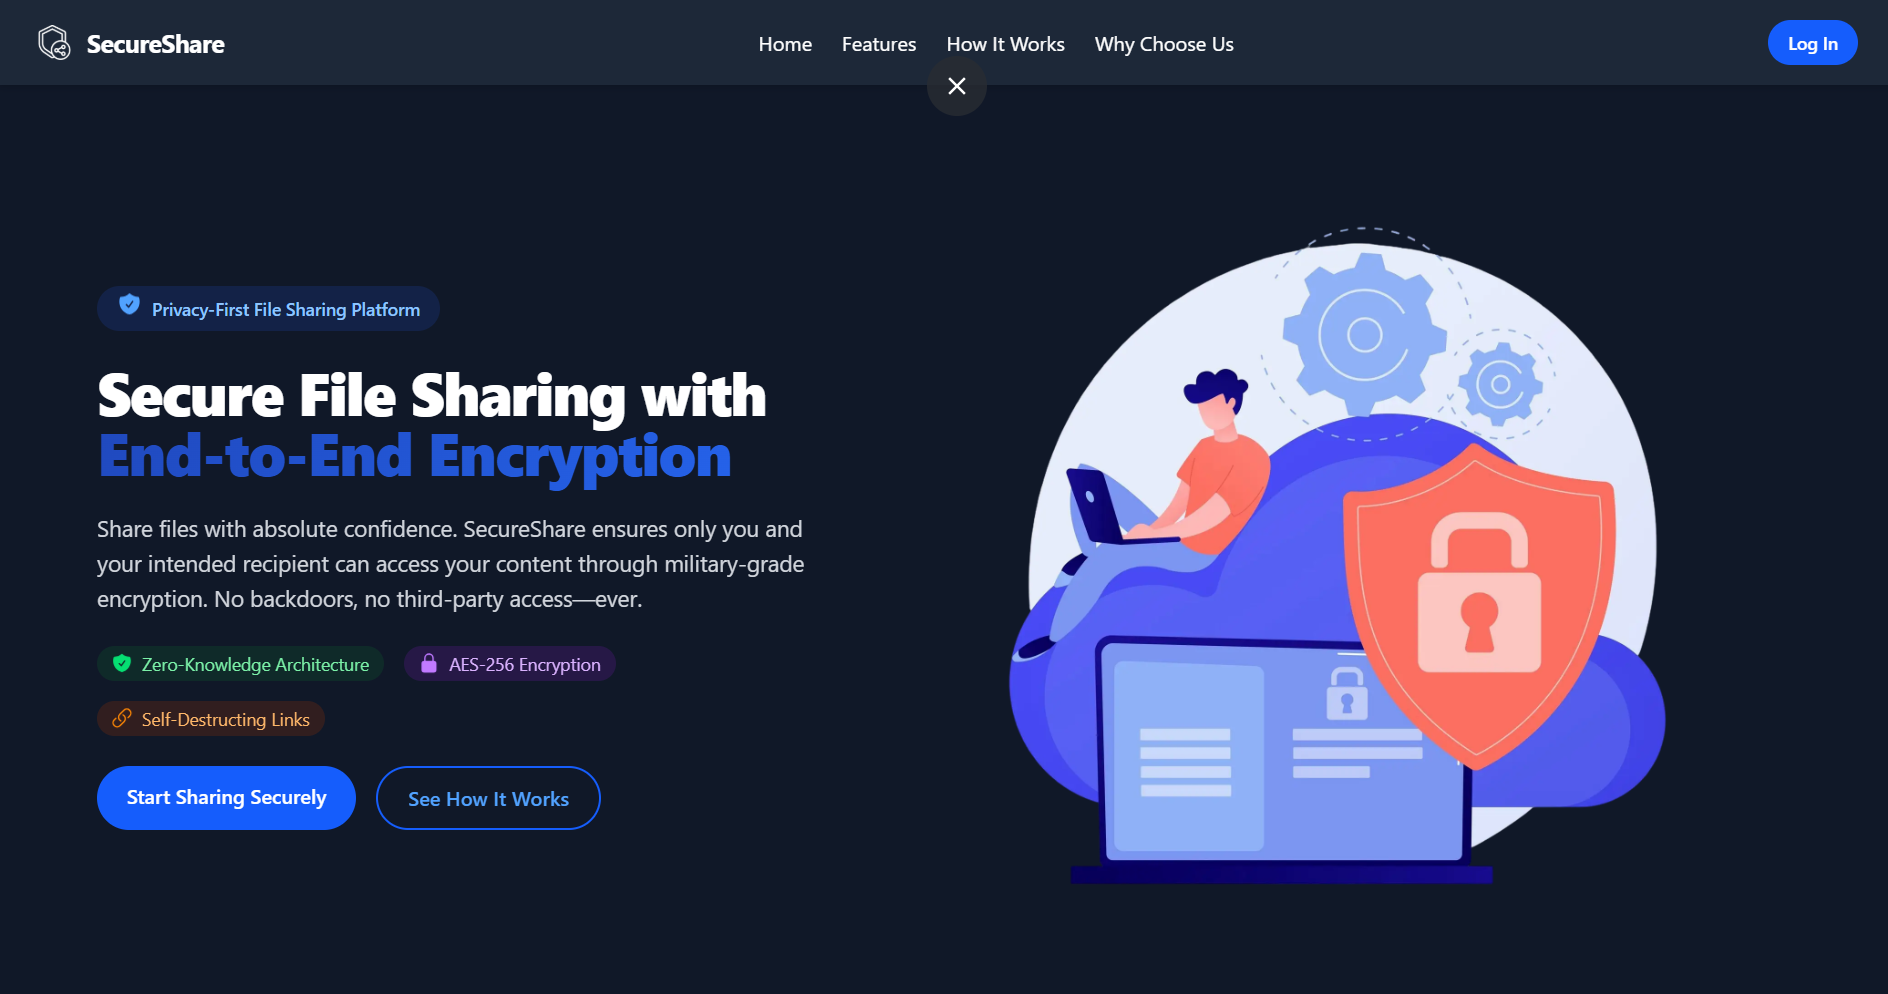 SecureShare
Home
Features
How It Works
Why Choose Us
Log In
Privacy-First File Sharing Platform
Secure File Sharing with
End-to-End Encryption
Share files with absolute confidence. SecureShare ensures only you and
your intended recipient can access your content through military-grade
encryption. No backdoors, no third-party access—ever.
Zero-Knowledge Architecture
AES-256 Encryption
Self-Destructing Links
Start Sharing Securely
See How It Works